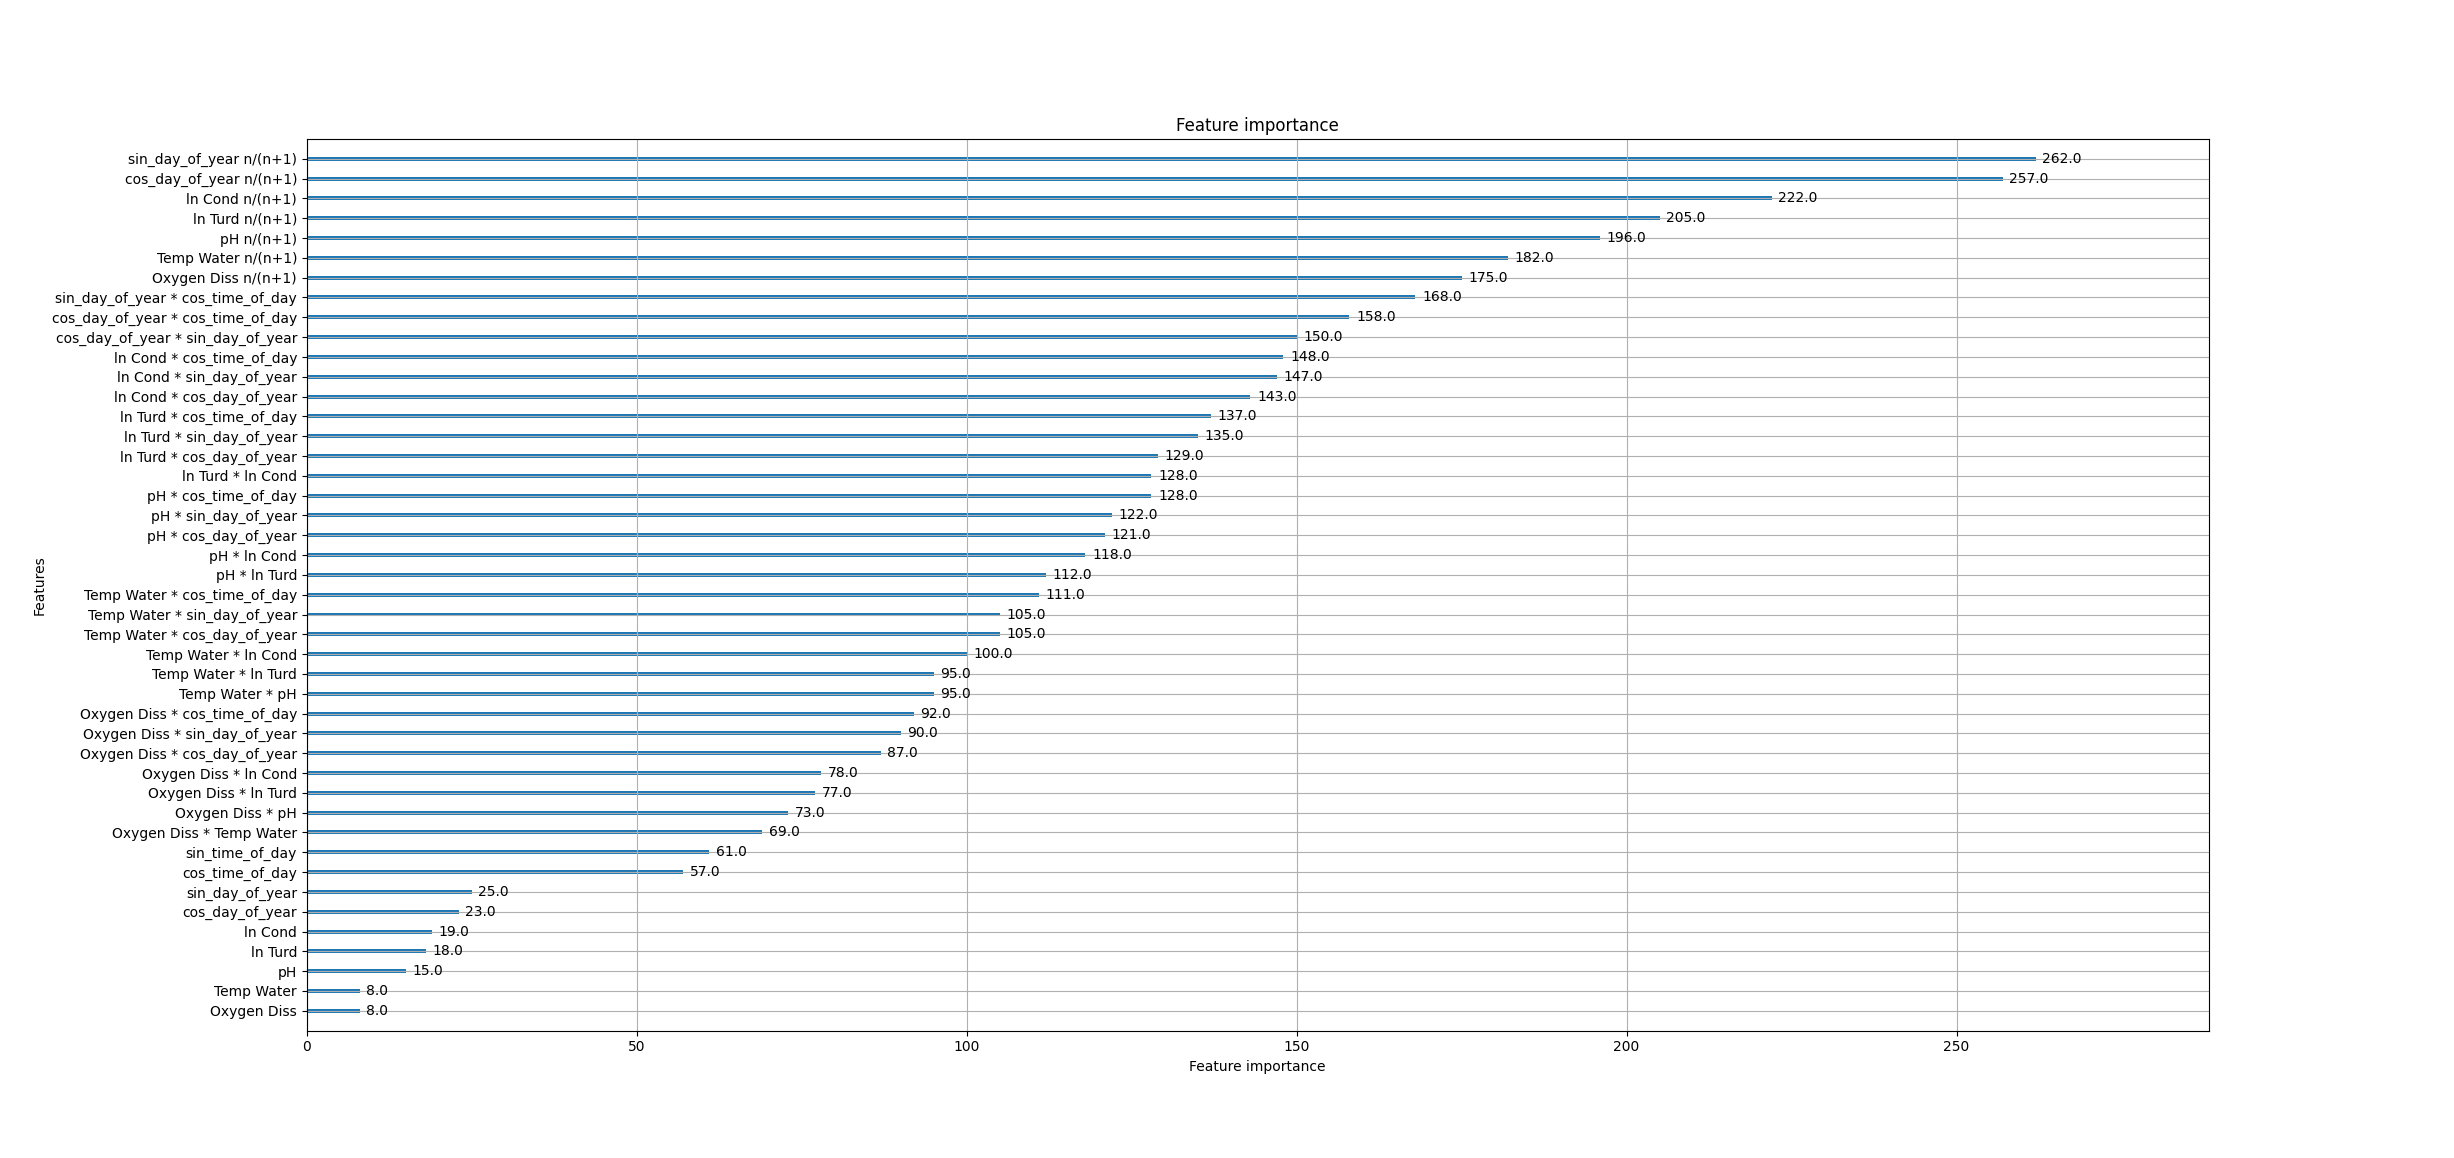 Feature importance
sin_day_of_year n/(n+1) 262.0
cos_day_of_year n/(n+1) 257.0
ln Cond n/(n+1) 222.0
ln Turd n/(n+1) 205.0
pH n/(n+1) 196.0
Temp Water n/(n+1) 182.0
Oxygen Diss n/(n+1) 175.0
sin_day_of_year * cos_time_of_day 168.0
cos_day_of_year * cos_time_of_day 158.0
cos_day_of_year * sin_day_of_year 150.0
ln Cond * cos_time_of_day 148.0
ln Cond * sin_day_of_year 147.0
ln Cond * cos_day_of_year 143.0
ln Turd * cos_time_of_day 137.0
ln Turd * sin_day_of_year 135.0
ln Turd * cos_day_of_year 129.0
ln Turd * ln Cond 128.0
pH * cos_time_of_day 128.0
pH * sin_day_of_year 122.0
pH * cos_day_of_year 121.0
pH * ln Cond 118.0
pH * ln Turd 112.0
Temp Water * cos_time_of_day 111.0
Temp Water * sin_day_of_year 105.0
Temp Water * cos_day_of_year 105.0
Temp Water * ln Cond 100.0
Temp Water * ln Turd 95.0
Temp Water * pH 95.0
Oxygen Diss * cos_time_of_day 92.0
Oxygen Diss * sin_day_of_year 90.0
Oxygen Diss * cos_day_of_year 87.0
Oxygen Diss * ln Cond 78.0
Oxygen Diss * ln Turd 77.0
Oxygen Diss * pH 73.0
Oxygen Diss * Temp Water 69.0
sin_time_of_day 61.0
cos_time_of_day 57.0
sin_day_of_year 25.0
cos_day_of_year 23.0
ln Cond 19.0
ln Turd 18.0
pH 15.0
Temp Water 8.0
Oxygen Diss 8.0
Features
0 50 100 150 200 250
Feature importance